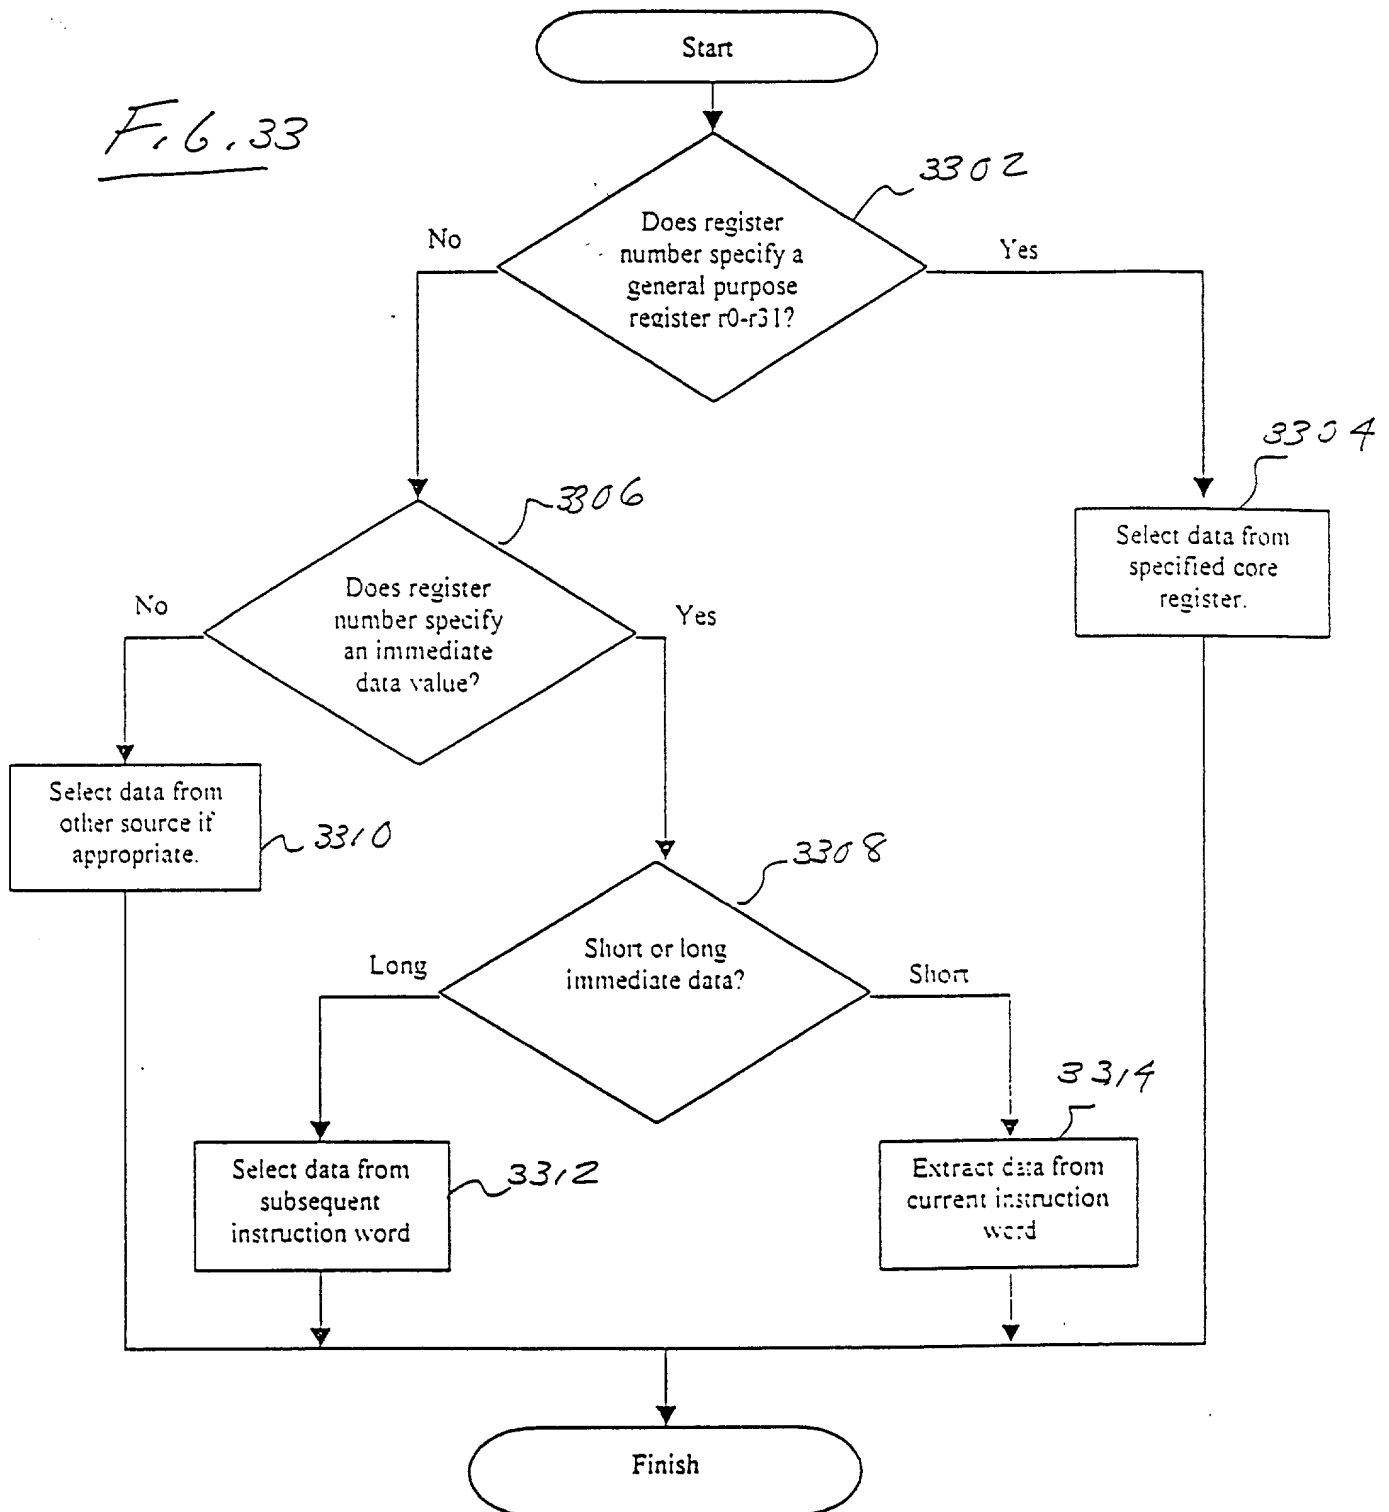 Start
FIG. 33
3302
Does register
number specify a
general purpose
register r0-r31?
No
Yes
3304
Select data from
specified core
register.
3306
Does register
number specify
an immediate
data value?
No
Yes
Select data from
other source if
appropriate.
3310
3308
Short or long
immediate data?
Long
Short
3314
Select data from
subsequent
instruction word
3312
Extract data from
current instruction
word
Finish